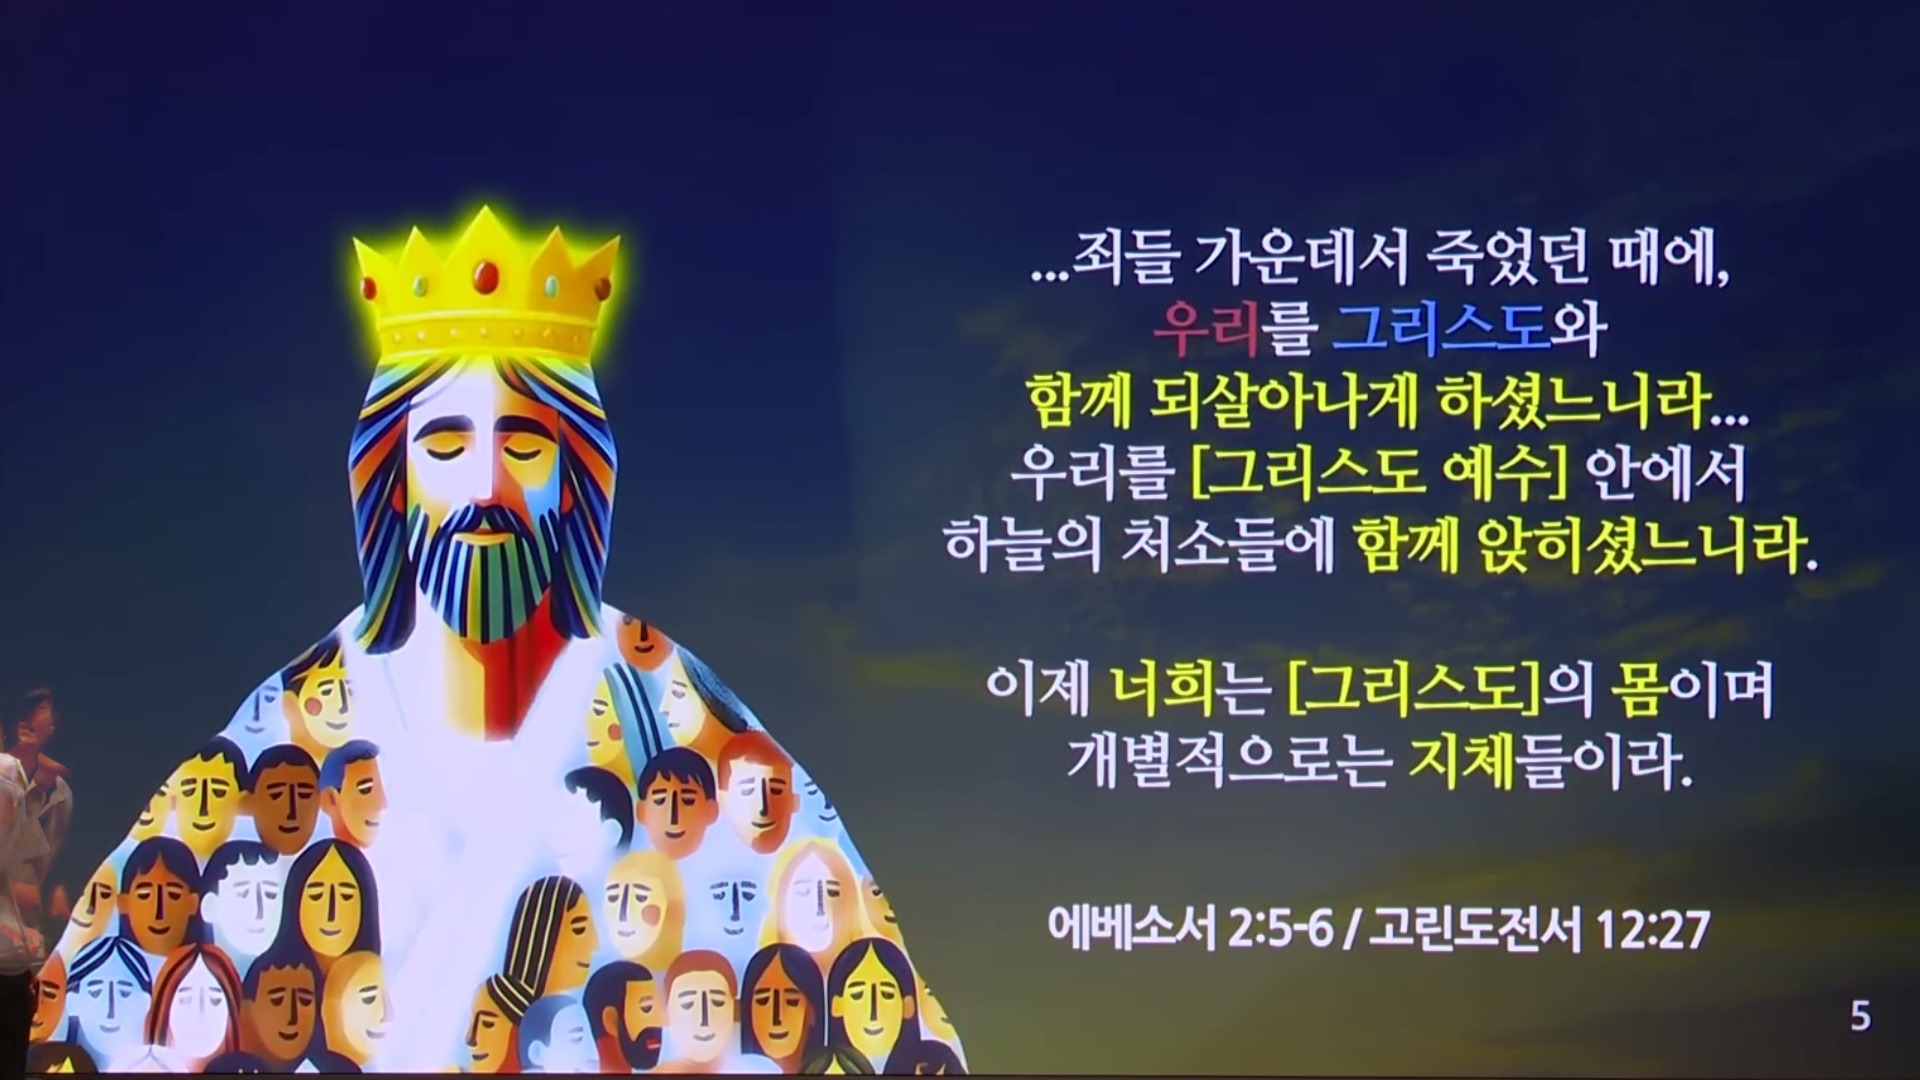 ...죄들 가운데서 죽었던 때에,
우리를 그리스도와
함께 되살아나게 하셨느니라...
우리를 [그리스도 예수] 안에서
하늘의 처소들에 함께 앉히셨느니라.
이제 너희는 [그리스도]의 몸이며
개별적으로는 지체들이라.
에베소서 2:5-6 / 고린도전서 12:27
5